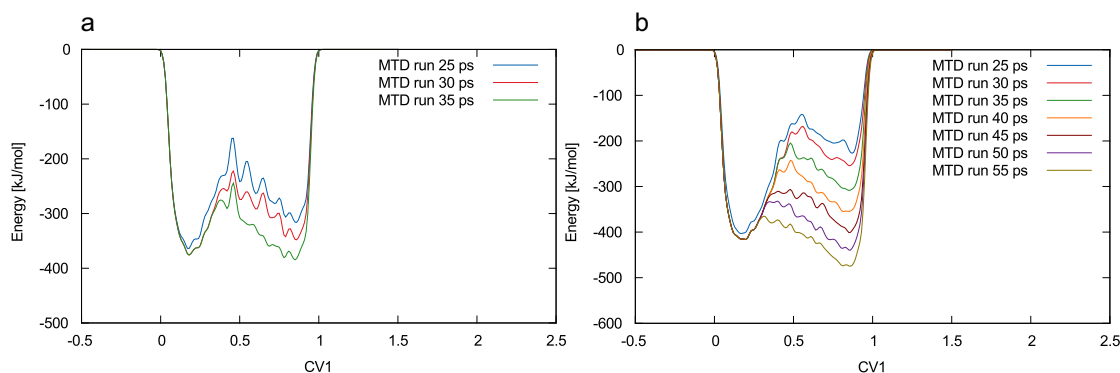 a
0
-100
-200
-300
-400
-500
-0.5
0
0.5
1
1.5
2
2.5
Energy [kJ/mol]
CV1
MTD run 25 ps
MTD run 30 ps
MTD run 35 ps
b
0
-100
-200
-300
-400
-500
-600
-0.5
0
0.5
1
1.5
2
2.5
Energy [kJ/mol]
CV1
MTD run 25 ps
MTD run 30 ps
MTD run 35 ps
MTD run 40 ps
MTD run 45 ps
MTD run 50 ps
MTD run 55 ps